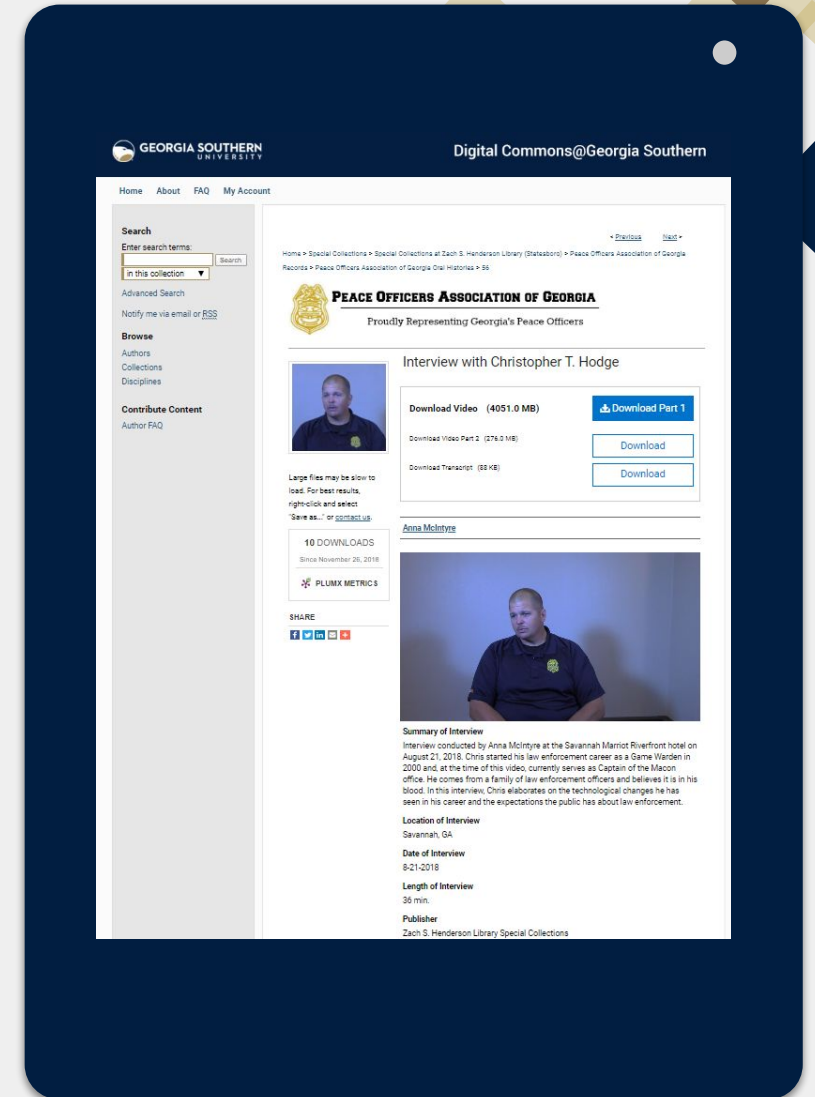 GEORGIA SOUTHERN
UNIVERSITY
Digital Commons@Georgia Southern
Home About FAQ My Account
Search
Enter search terms:
Search
in this collection ▼
Advanced Search
Notify me via email or RSS
Browse
Authors
Collections
Disciplines
Contribute Content
Author FAQ
< Previous Next >
Home > Special Collections > Special Collections at Zach S. Henderson Library (Statesboro) > Peace Officers Association of Georgia
Records > Peace Officers Association of Georgia Oral Histories > 56
PEACE OFFICERS ASSOCIATION OF GEORGIA
Proudly Representing Georgia's Peace Officers
Interview with Christopher T. Hodge
Download Video (4051.0 MB)
Download Part 1
Download Video Part 2 (276.0 MB)
Download
Download Transcript (88 KB)
Download
Large files may be slow to
load. For best results,
right-click and select
"Save as..." or contact us.
10 DOWNLOADS
Since November 26, 2018
PLUMX METRICS
SHARE
Anna McIntyre
Summary of Interview
Interview conducted by Anna McIntyre at the Savannah Marriot Riverfront hotel on
August 21, 2018. Chris started his law enforcement career as a Game Warden in
2000 and, at the time of this video, currently serves as Captain of the Macon
office. He comes from a family of law enforcement officers and believes it is in his
blood. In this interview, Chris elaborates on the technological changes he has
seen in his career and the expectations the public has about law enforcement.
Location of Interview
Savannah, GA
Date of Interview
8-21-2018
Length of Interview
36 min.
Publisher
Zach S. Henderson Library Special Collections